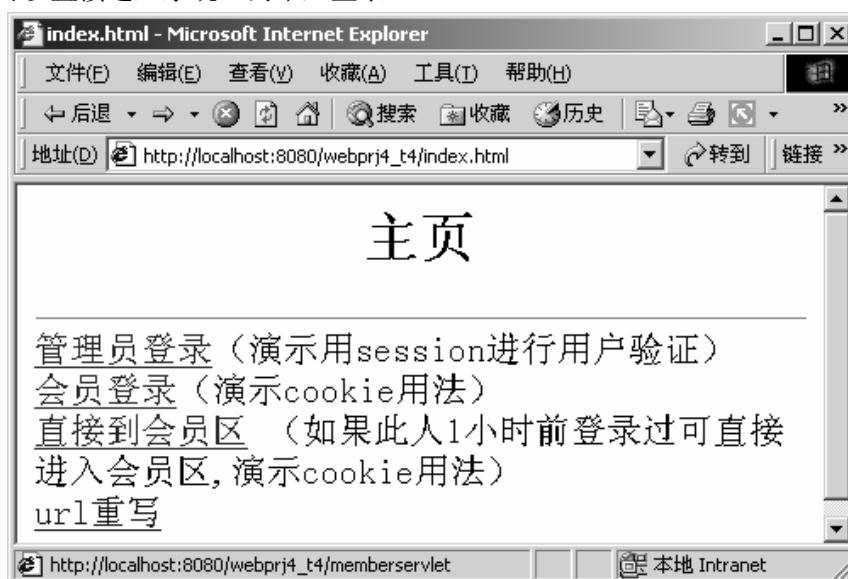 index.html - Microsoft Internet Explorer
文件(F) 编辑(E) 查看(V) 收藏(A) 工具(T) 帮助(H)
后退 搜索 收藏 历史 »
地址(D) http://localhost:8080/webprj4_t4/index.html 转到 链接 »
主页
管理员登录（演示用session进行用户验证）
会员登录（演示cookie用法）
直接到会员区 （如果此人1小时前登录过可直接
进入会员区,演示cookie用法）
url重写
http://localhost:8080/webprj4_t4/memberservlet 本地 Intranet